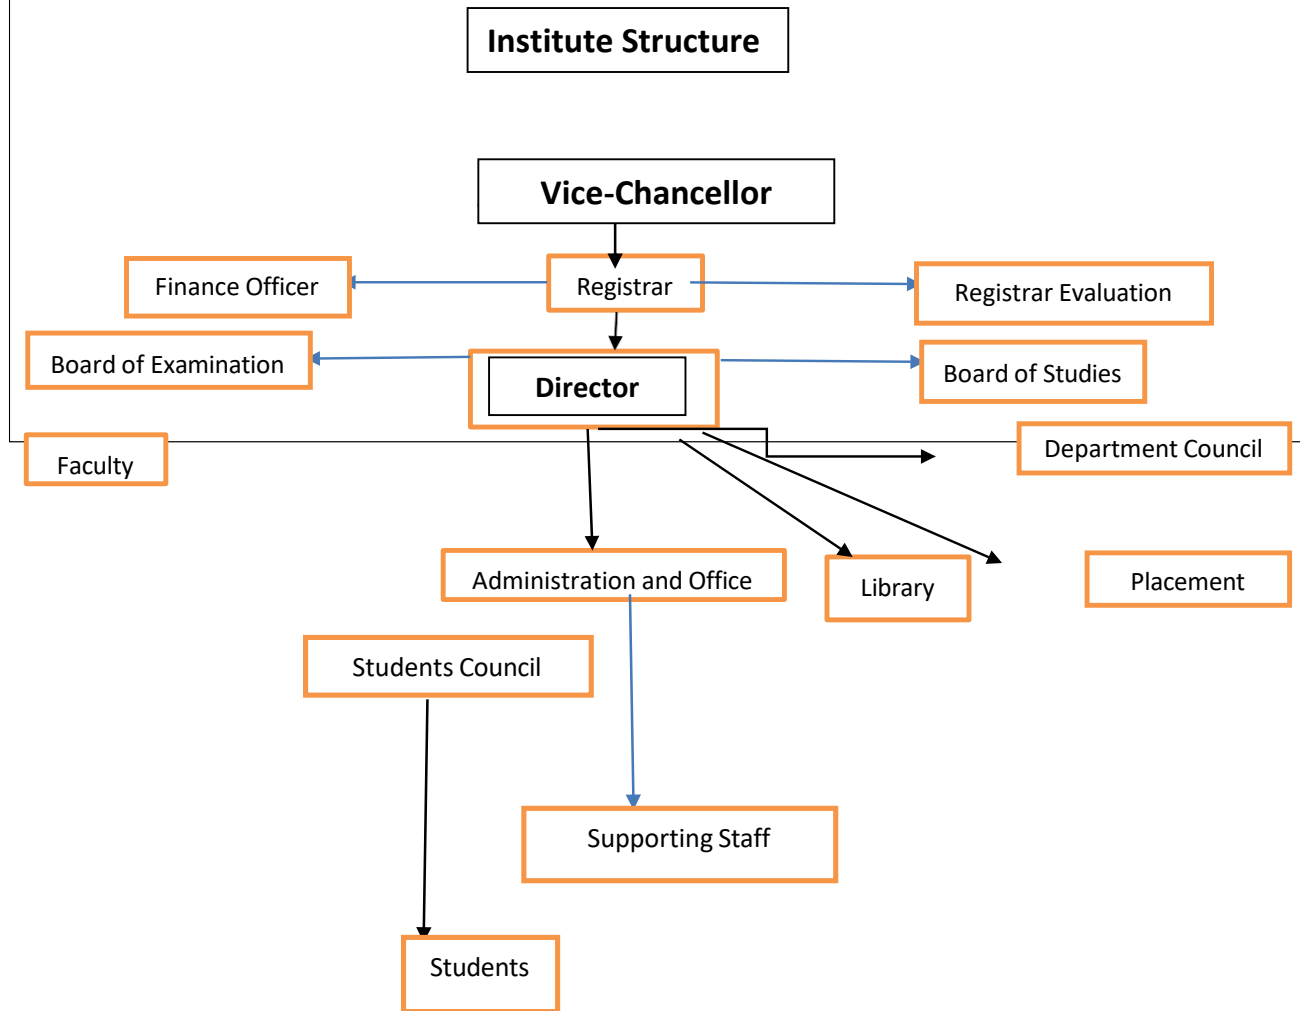 Institute Structure
Vice-Chancellor
Finance Officer
Registrar
Registrar Evaluation
Board of Examination
Director
Board of Studies
Faculty
Department Council
Administration and Office
Library
Placement
Students Council
Supporting Staff
Students